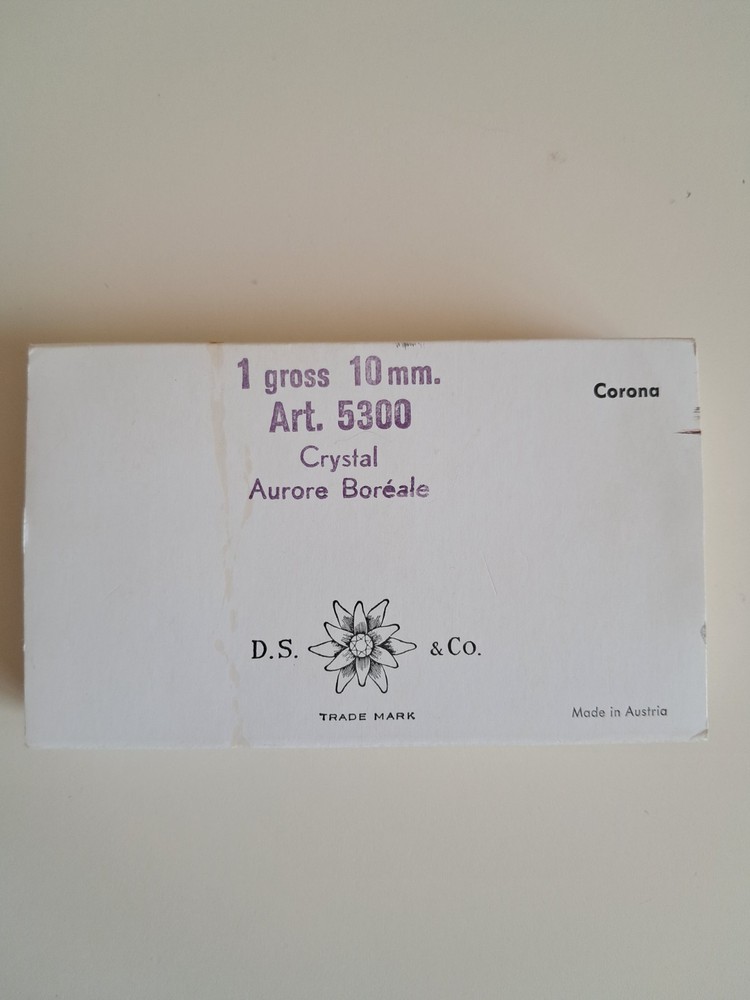 1 gross 10 mm.
Art. 5300
Corona
Crystal
Aurore Boréale
D.S. & Co.
TRADE MARK
Made in Austria